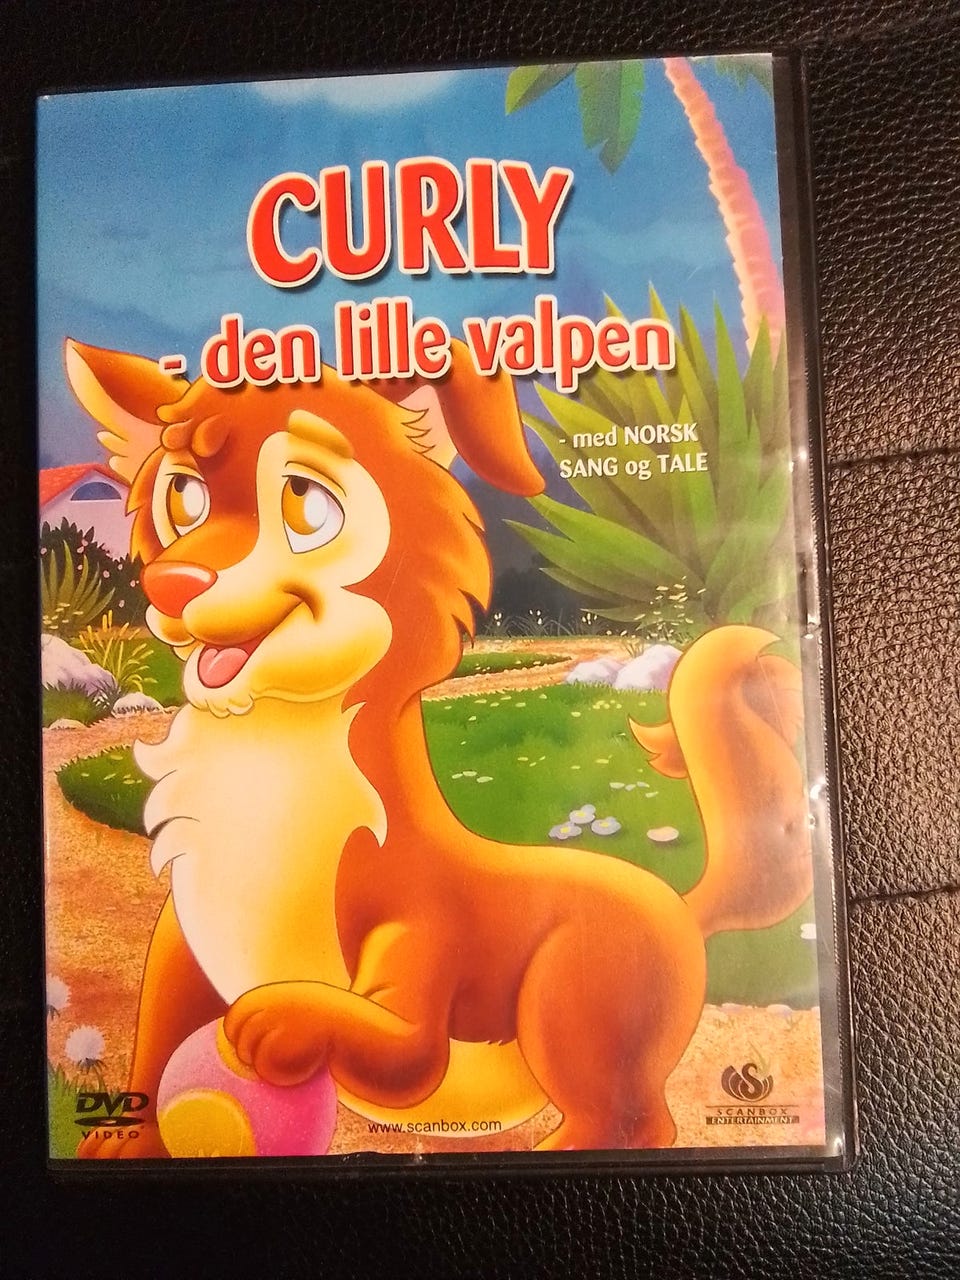 CURLY
- den lille valpen
- med NORSK
SANG og TALE
DVD
VIDEO
www.scanbox.com
S
SCANBOX
ENTERTAINMENT